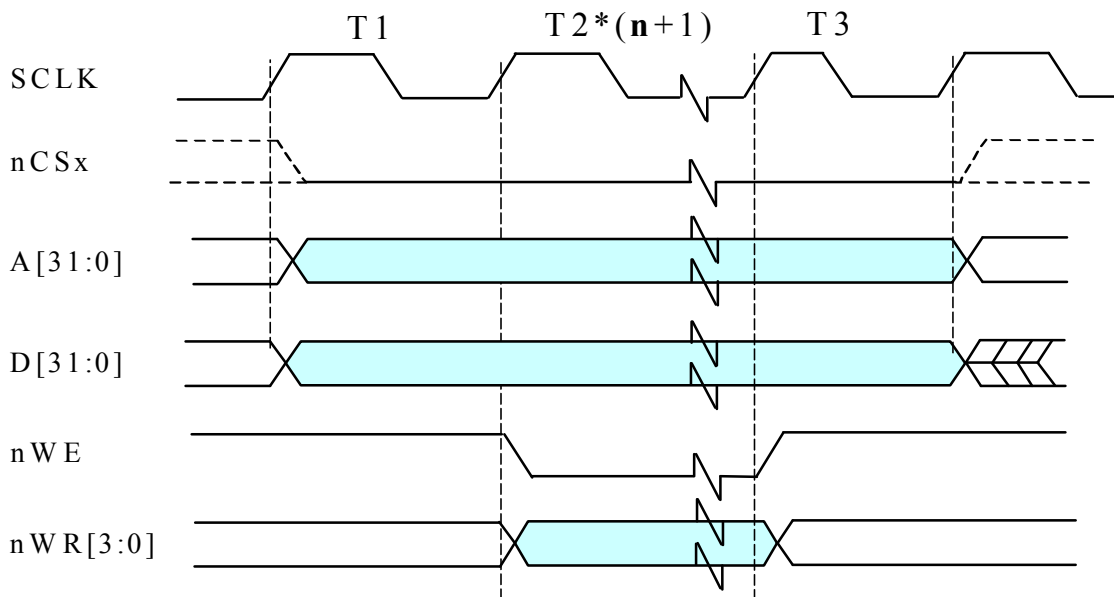 T1 T2*(n+1) T3
SCLK
nCSx
A[31:0]
D[31:0]
nWE
nWR[3:0]